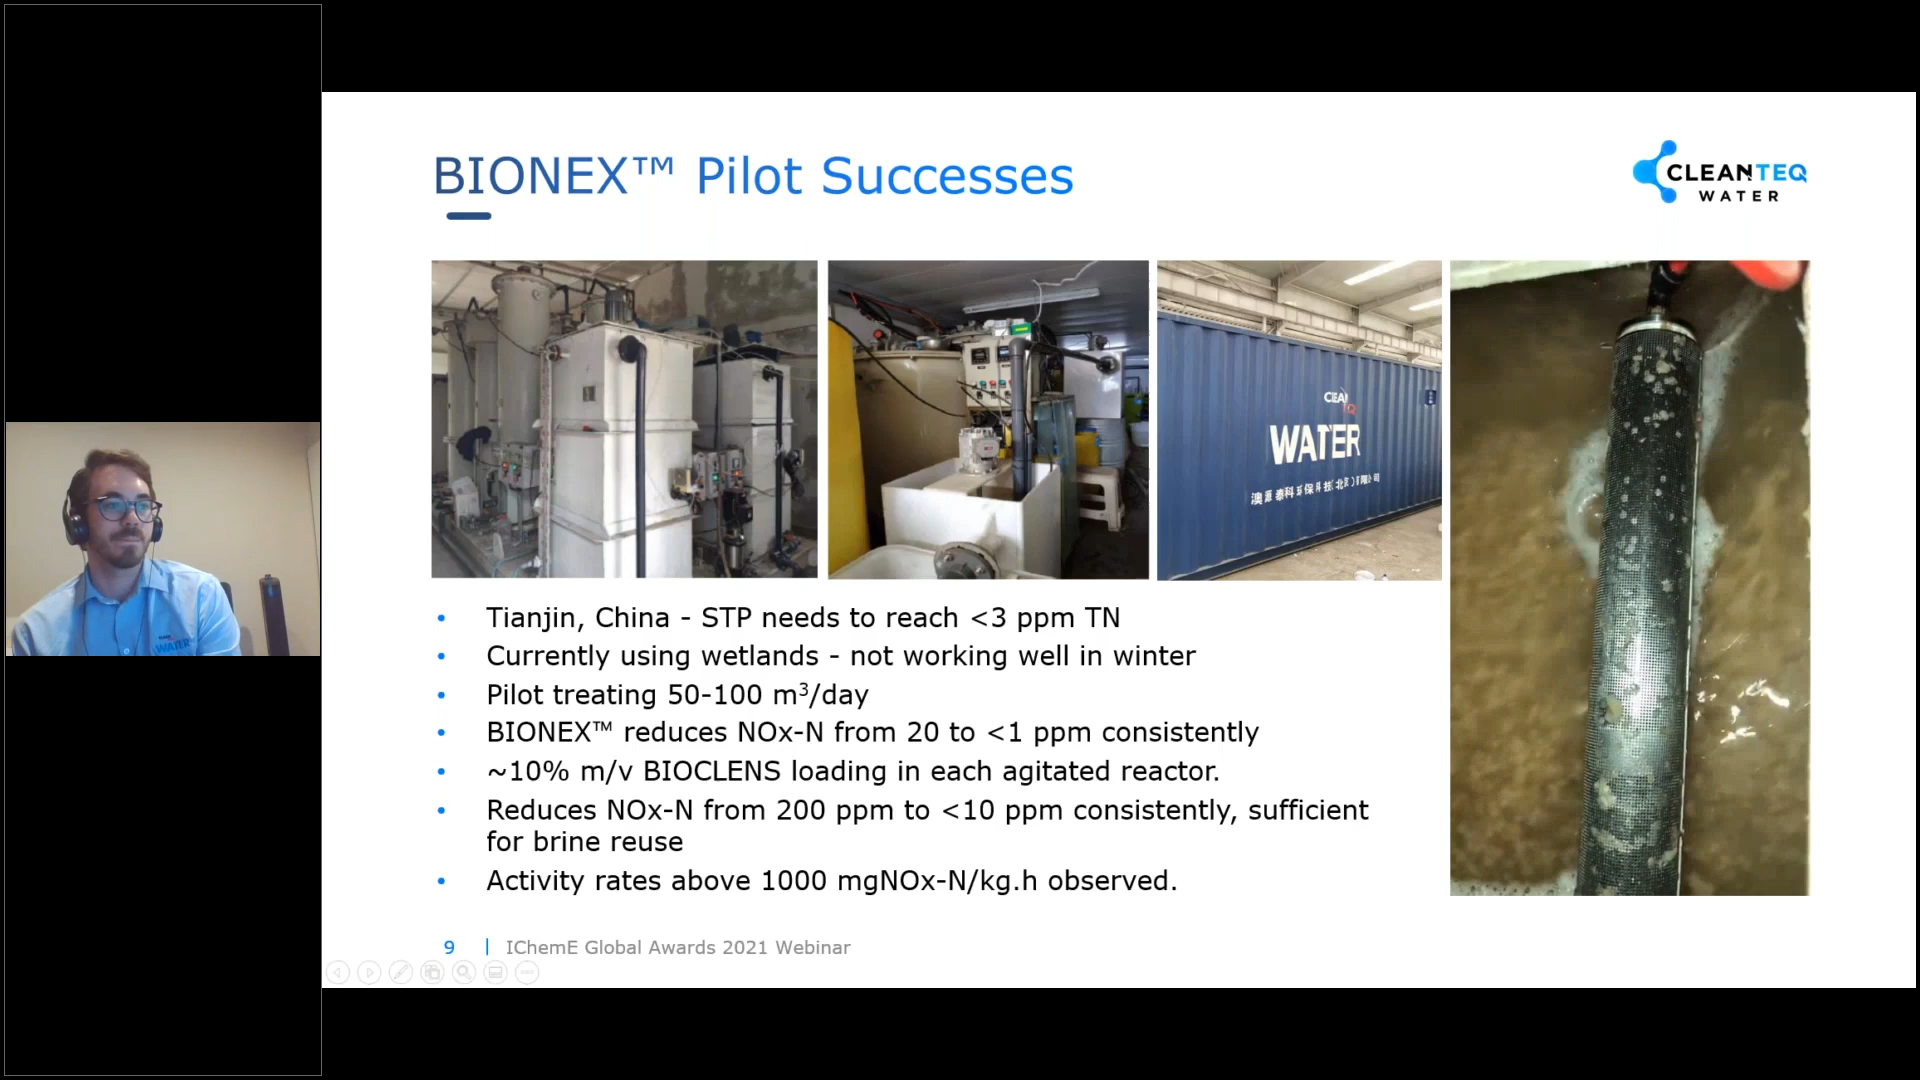 BIONEX™ Pilot Successes
CLEANTEQ
WATER
CLEAN
TQ
WATER
• Tianjin, China - STP needs to reach <3 ppm TN
• Currently using wetlands - not working well in winter
• Pilot treating 50-100 m³/day
• BIONEX™ reduces NOx-N from 20 to <1 ppm consistently
• ~10% m/v BIOCLENS loading in each agitated reactor.
• Reduces NOx-N from 200 ppm to <10 ppm consistently, sufficient
for brine reuse
• Activity rates above 1000 mgNOx-N/kg.h observed.
9 | IChemE Global Awards 2021 Webinar
WATER